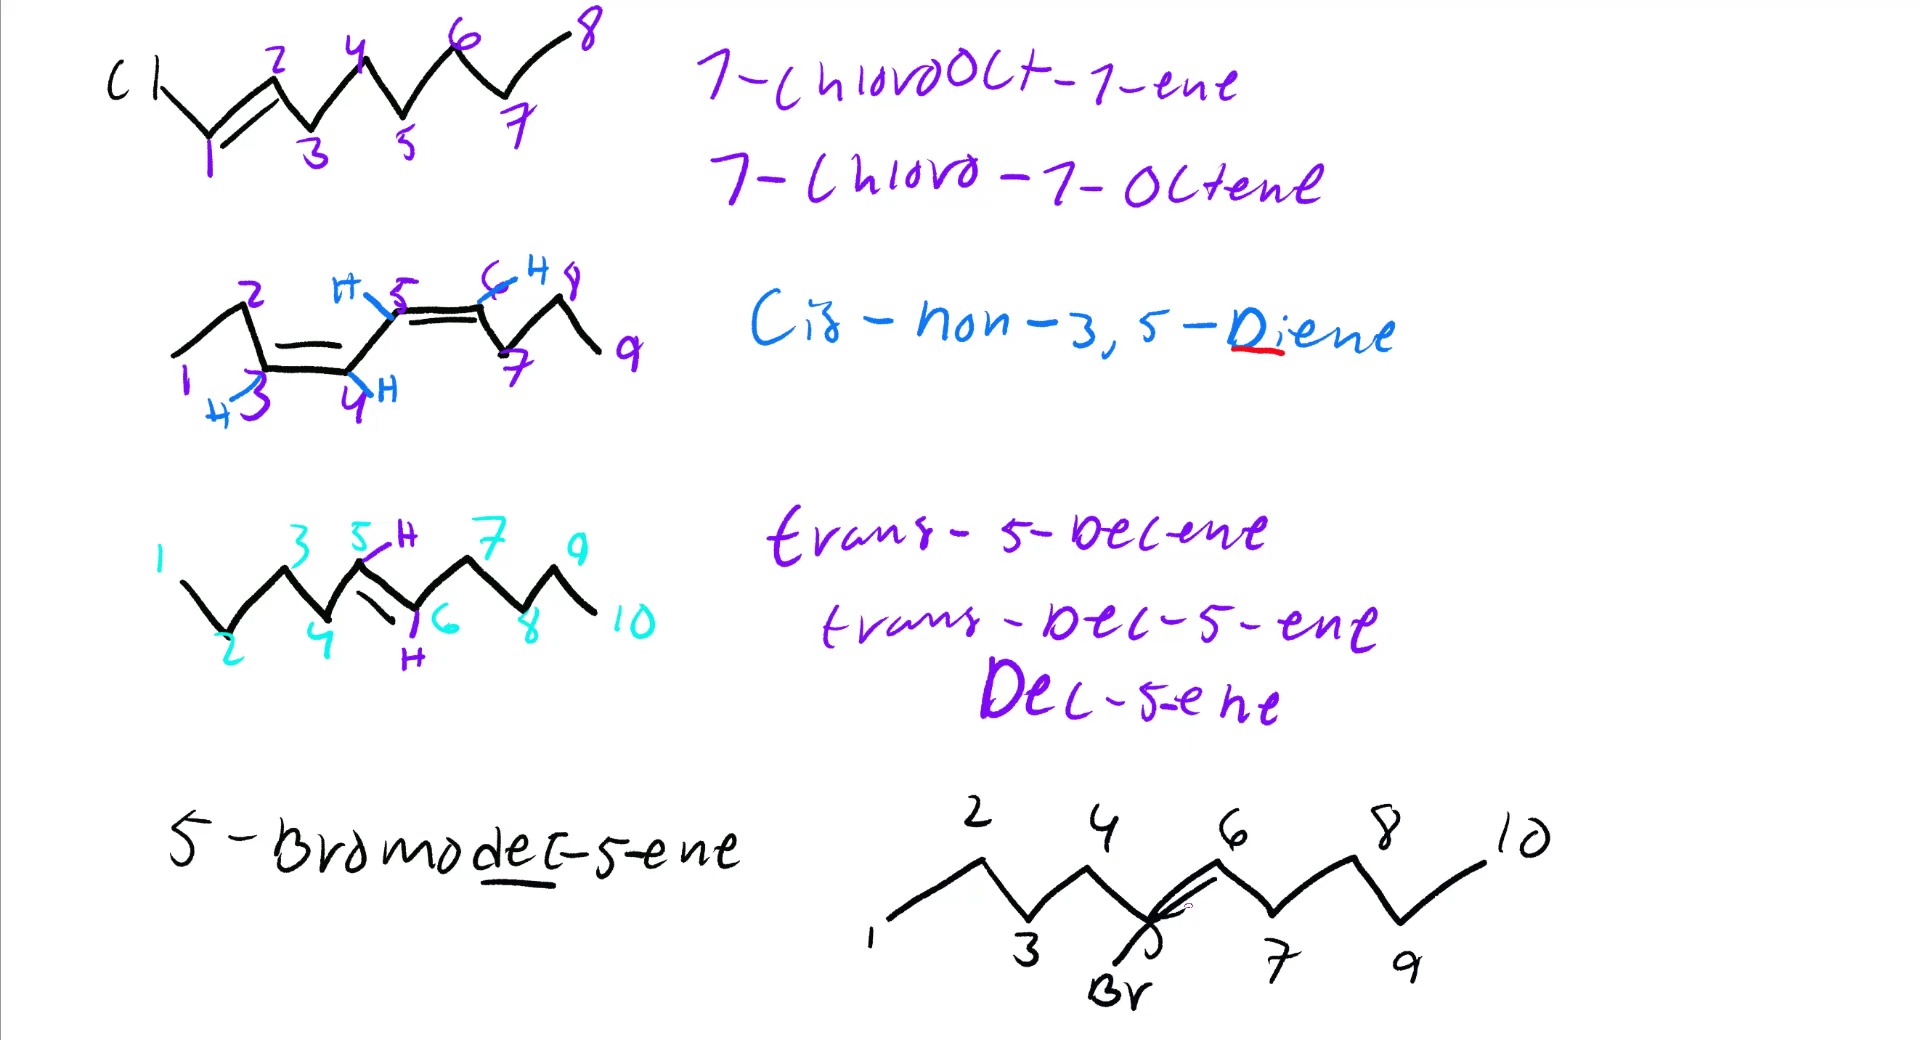 Cl 1 2 3 4 5 6 7 8
1-ChloroOct-1-ene
1-Chloro-1-Octene
1 2 3 4 5 6 7 8 9
H H H H
Cis-non-3,5-Diene
1 2 3 4 5 6 7 8 9 10
H H
trans-5-Decene
trans-Dec-5-ene
Dec-5-ene
5-Bromodec-5-ene
1 2 3 4 5 6 7 8 9 10
Br